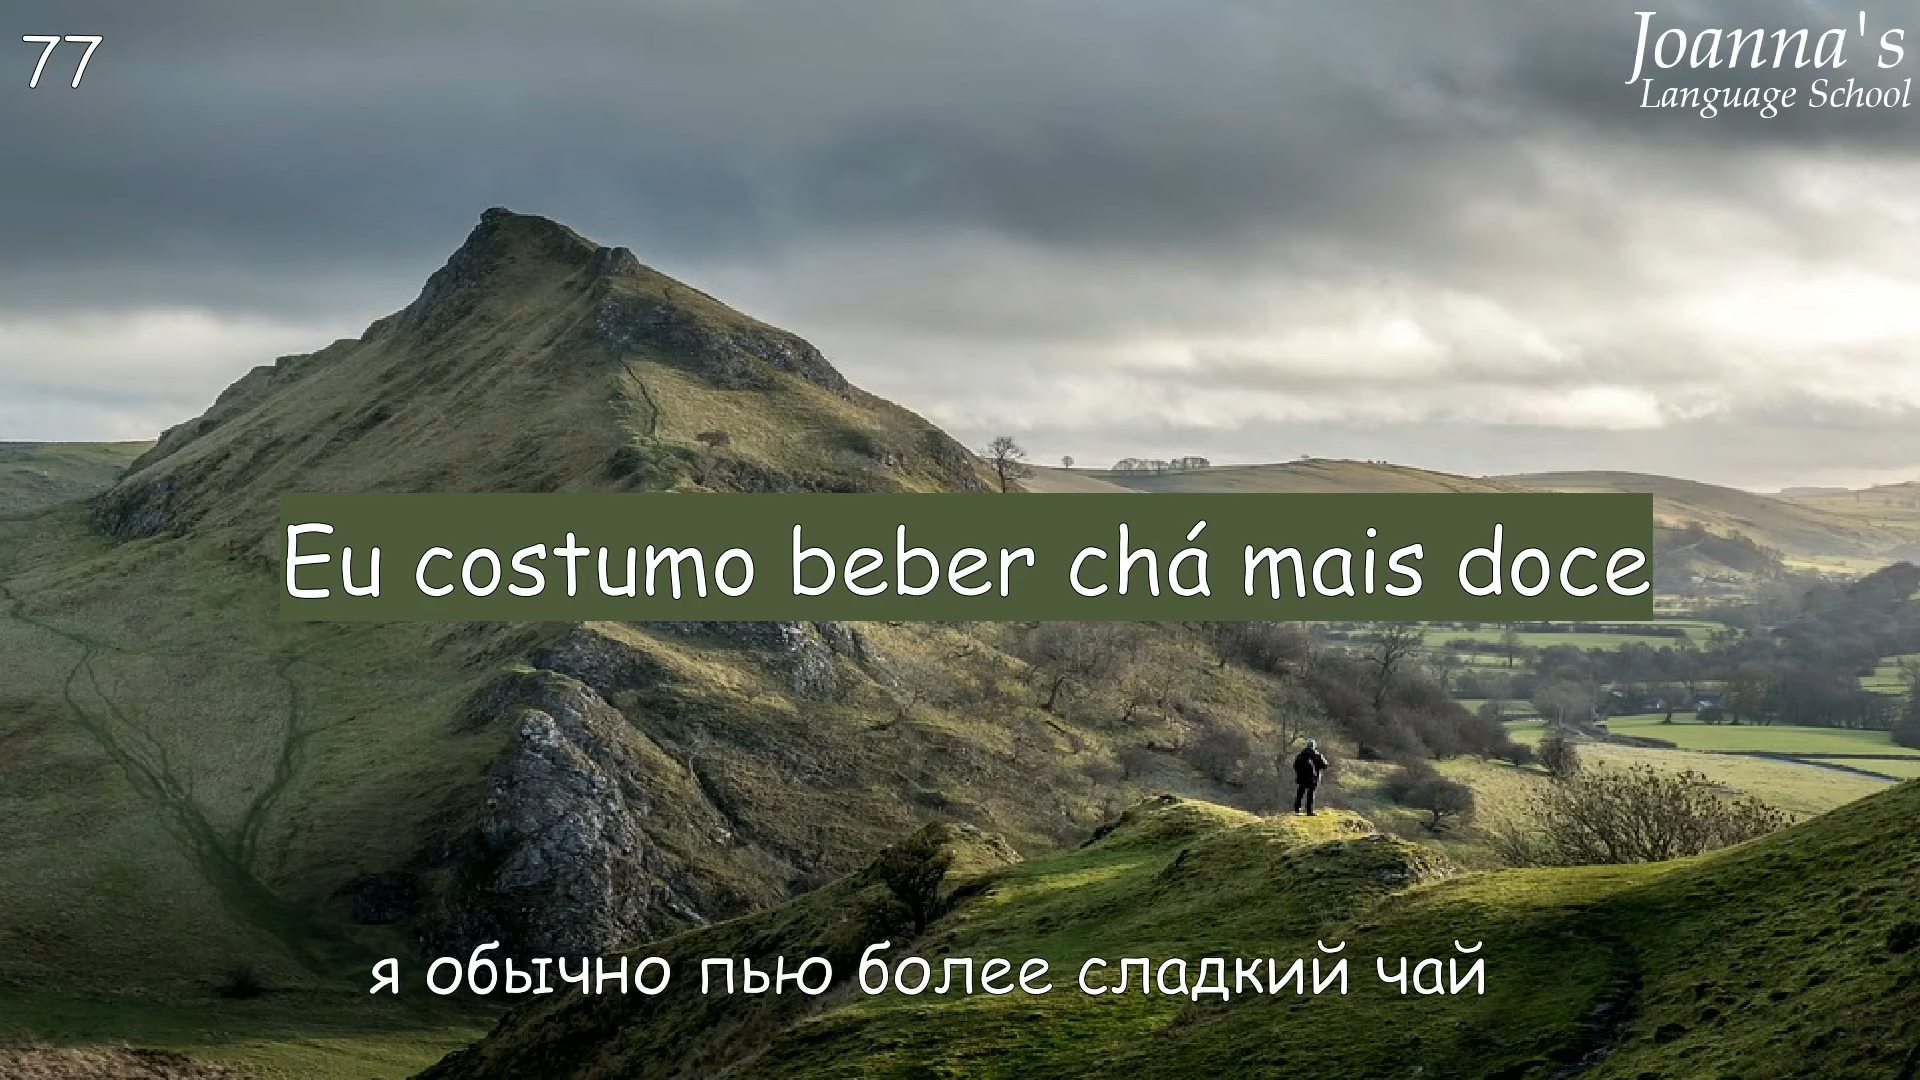 77
Joanna's
Language School
Eu costumo beber chá mais doce
я обычно пью более сладкий чай